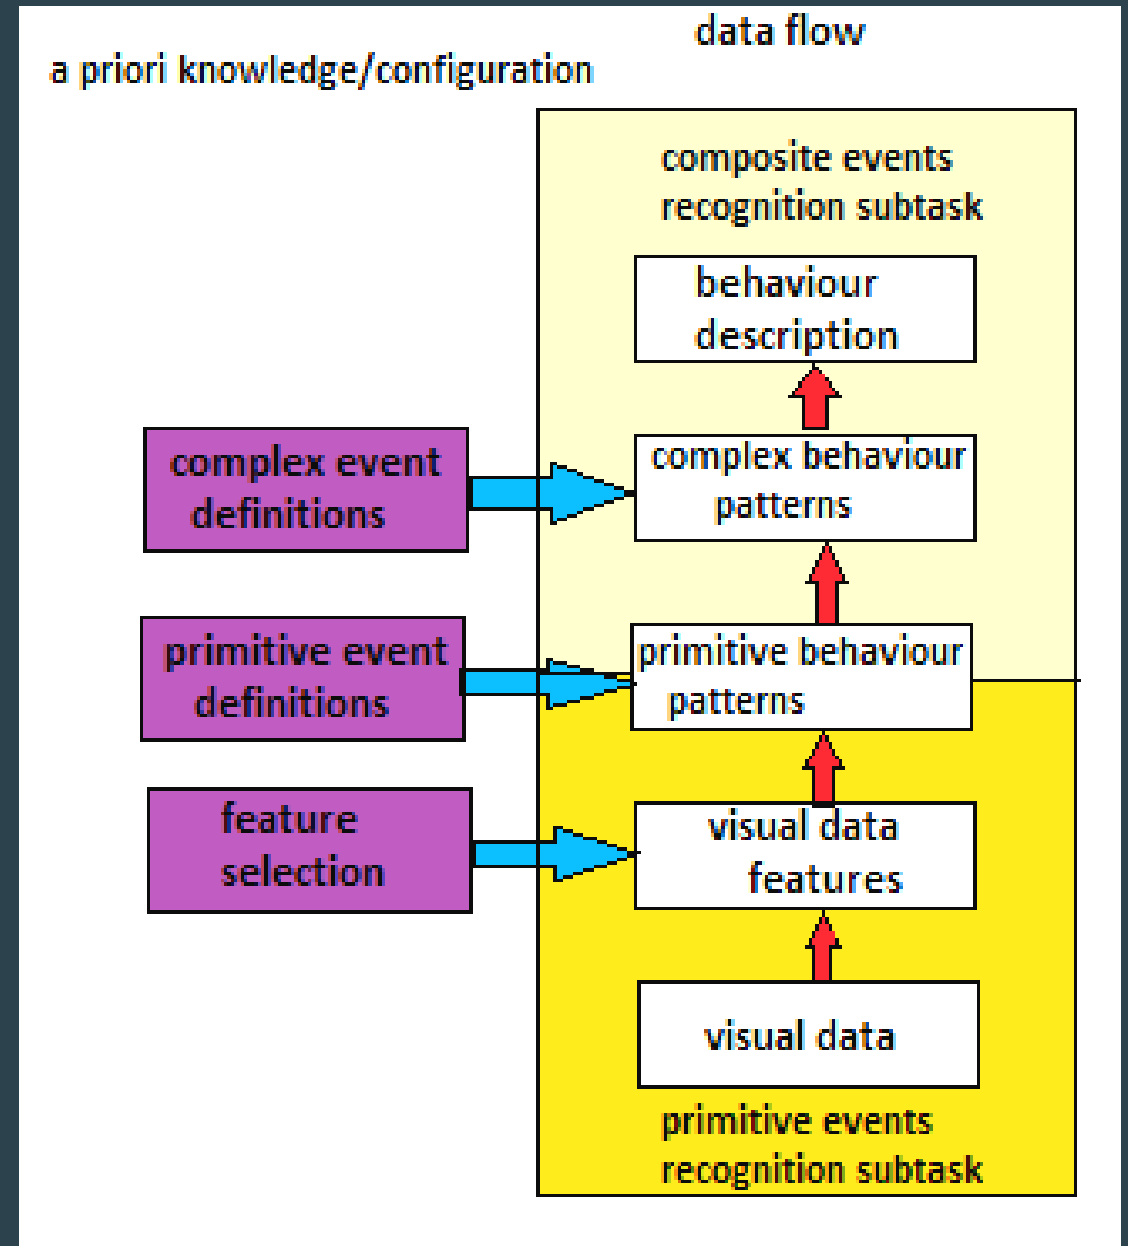 data flow
a priori knowledge/configuration
composite events
recognition subtask
behaviour
description
complex event
definitions
complex behaviour
patterns
primitive event
definitions
primitive behaviour
patterns
feature
selection
visual data
features
visual data
primitive events
recognition subtask